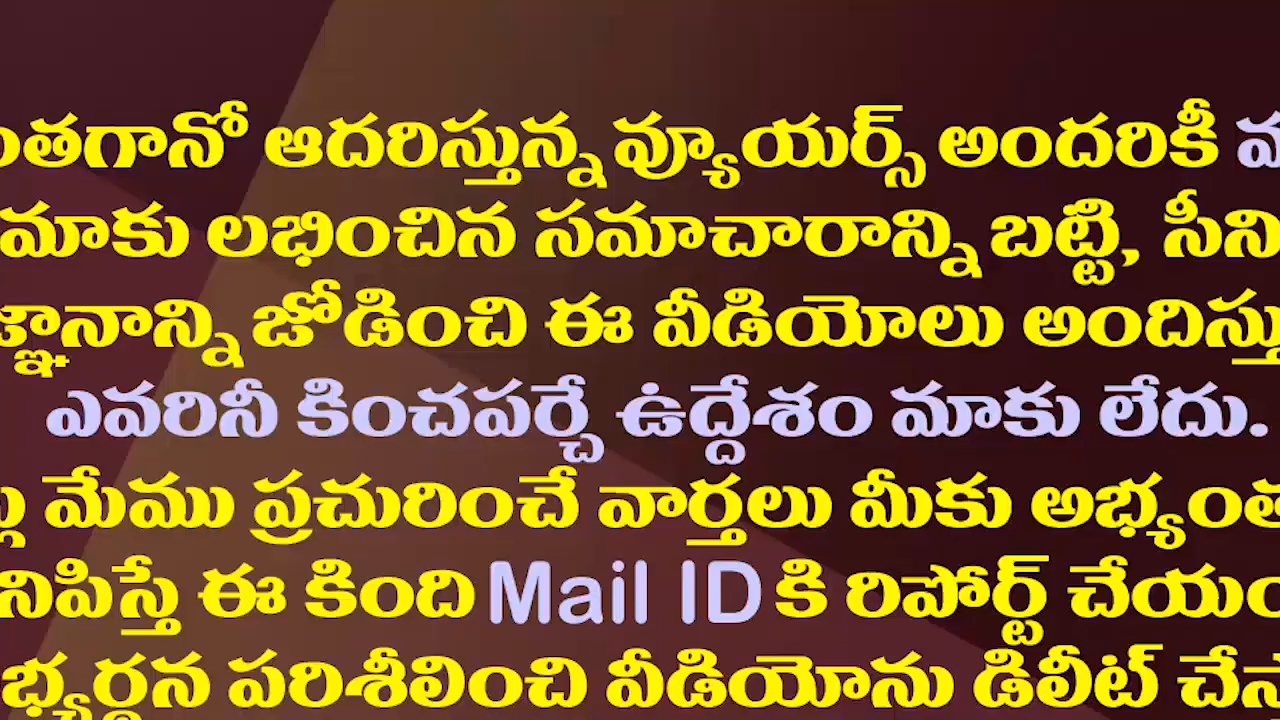 ంతగానో ఆదరిస్తున్న వ్యూయర్స్ అందరికీ
మాకు లభించిన సమాచారాన్ని బట్టి, సీని
జ్ఞానాన్ని జోడించి ఈ వీడియోలు అందిస్తు
ఎవరినీ కించపర్చే ఉద్దేశం మాకు లేదు.
మేము ప్రచురించే వార్తలు మీకు అభ్యంత
నిపిస్తే ఈ కింది Mail ID కి రిపోర్ట్ చేయం
భ్యర్థన పరిశీలించి వీడియోను డిలీట్ చేస